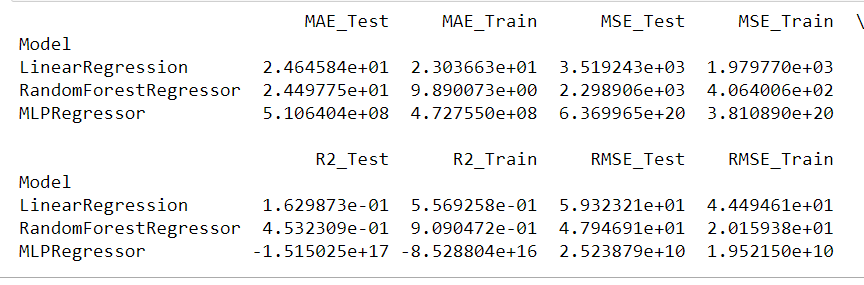 MAE_Test MAE_Train MSE_Test MSE_Train \
Model
LinearRegression 2.464584e+01 2.303663e+01 3.519243e+03 1.979770e+03
RandomForestRegressor 2.449775e+01 9.890073e+00 2.298906e+03 4.064006e+02
MLPRegressor 5.106404e+08 4.727550e+08 6.369965e+20 3.810890e+20
R2_Test R2_Train RMSE_Test RMSE_Train
Model
LinearRegression 1.629873e-01 5.569258e-01 5.932321e+01 4.449461e+01
RandomForestRegressor 4.532309e-01 9.090472e-01 4.794691e+01 2.015938e+01
MLPRegressor -1.515025e+17 -8.528804e+16 2.523879e+10 1.952150e+10